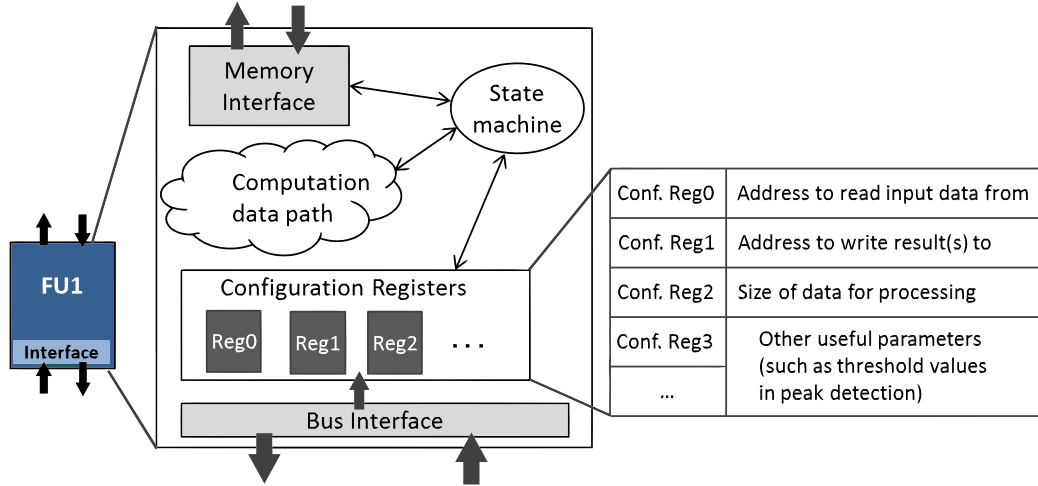 Memory
Interface
State
machine
Computation
data path
FU1
Interface
Configuration Registers
Reg0
Reg1
Reg2
...
Bus Interface
Conf. Reg0
Address to read input data from
Conf. Reg1
Address to write result(s) to
Conf. Reg2
Size of data for processing
Conf. Reg3
...
Other useful parameters
(such as threshold values
in peak detection)